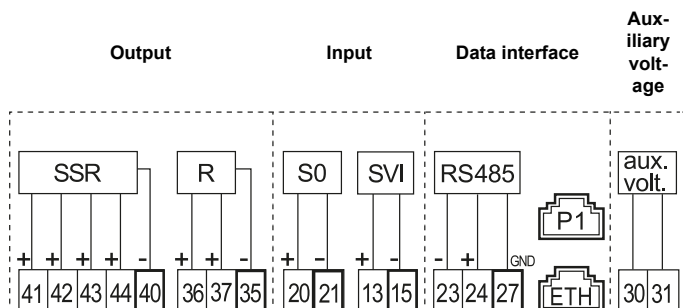 Output
Input
Data interface
Aux-
iliary
volt-
age
SSR
R
S0
SVI
RS485
aux.
volt.
P1
+ + + + - + + - + - + - - + GND
41 42 43 44 40 36 37 35 20 21 13 15 23 24 27 ETH 30 31